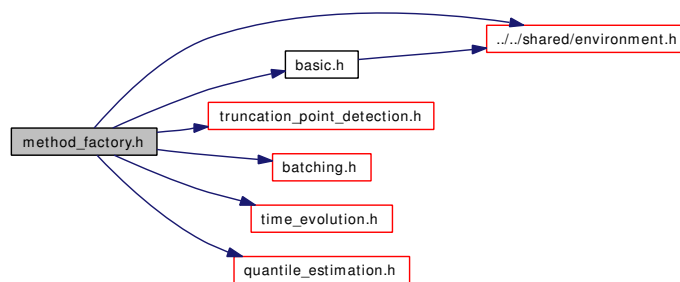 ../../shared/environment.h
basic.h
truncation_point_detection.h
method_factory.h
batching.h
time_evolution.h
quantile_estimation.h